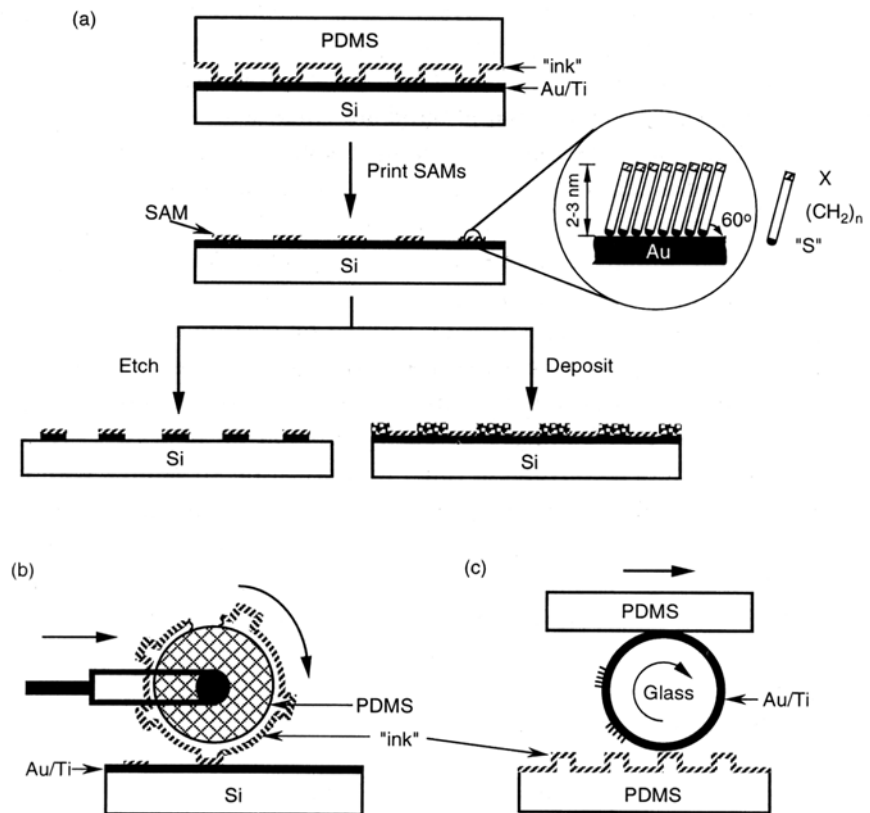 (a)
PDMS
"ink"
Au/Ti
Si
Print SAMs
SAM
Si
2-3 nm
60º
Au
X
(CH₂)ₙ
"S"
Etch
Deposit
Si
Si
(b)
PDMS
"ink"
Au/Ti
Si
(c)
PDMS
Glass
Au/Ti
PDMS